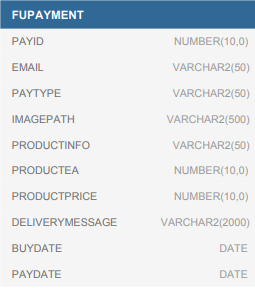 FUPAYMENT
PAYID NUMBER(10,0)
EMAIL VARCHAR2(50)
PAYTYPE VARCHAR2(50)
IMAGEPATH VARCHAR2(500)
PRODUCTINFO VARCHAR2(50)
PRODUCTEA NUMBER(10,0)
PRODUCTPRICE NUMBER(10,0)
DELIVERYMESSAGE VARCHAR2(2000)
BUYDATE DATE
PAYDATE DATE